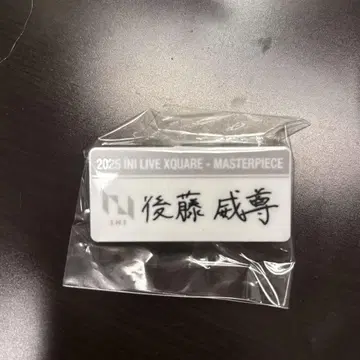 2025 INI LIVE XQUARE - MASTERPIECE
INI
後藤 威尊